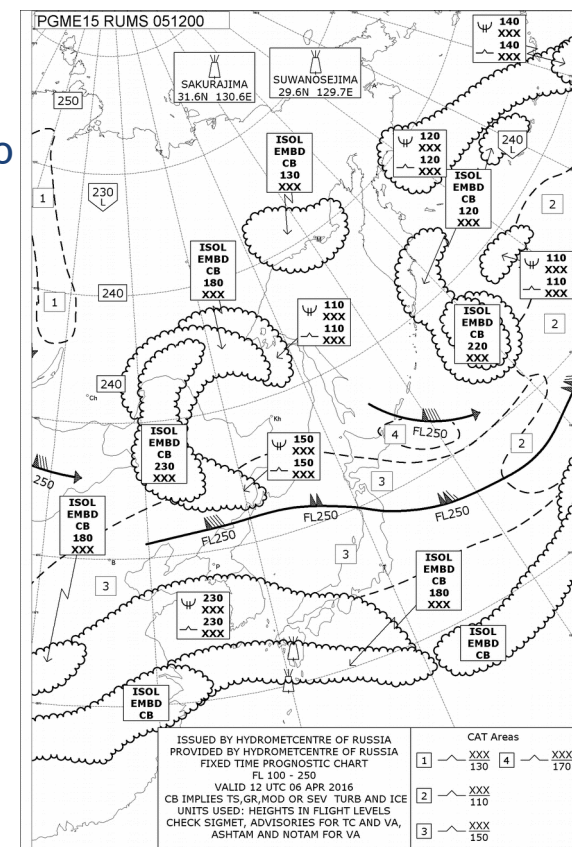 PGME15 RUMS 051200
SAKURAJIMA
31.6N 130.6E
SUWANOSEJIMA
29.6N 129.7E
140
XXX
140
XXX
250
O
ISOL
EMBD
CB
130
XXX
120
XXX
120
XXX
240
L
ISOL
EMBD
CB
120
XXX
1
230
L
2
ISOL
EMBD
CB
180
XXX
110
XXX
110
XXX
1
240
110
XXX
110
XXX
ISOL
EMBD
CB
220
XXX
2
240
Ch
Kh
FL250
4
ISOL
EMBD
CB
230
XXX
150
XXX
150
XXX
2
3
250
ISOL
EMBD
CB
180
XXX
FL250
FL250
FL250
3
B
P
T
3
ISOL
EMBD
CB
180
XXX
230
XXX
230
XXX
ISOL
EMBD
CB
ISOL
EMBD
CB
ISSUED BY HYDROMETCENTRE OF RUSSIA
PROVIDED BY HYDROMETCENTRE OF RUSSIA
FIXED TIME PROGNOSTIC CHART
FL 100 - 250
VALID 12 UTC 06 APR 2016
CB IMPLIES TS,GR,MOD OR SEV TURB AND ICE
UNITS USED: HEIGHTS IN FLIGHT LEVELS
CHECK SIGMET, ADVISORIES FOR TC AND VA,
ASHTAM AND NOTAM FOR VA
CAT Areas
1 XXX 4 XXX
130 170
2 XXX
110
3 XXX
150